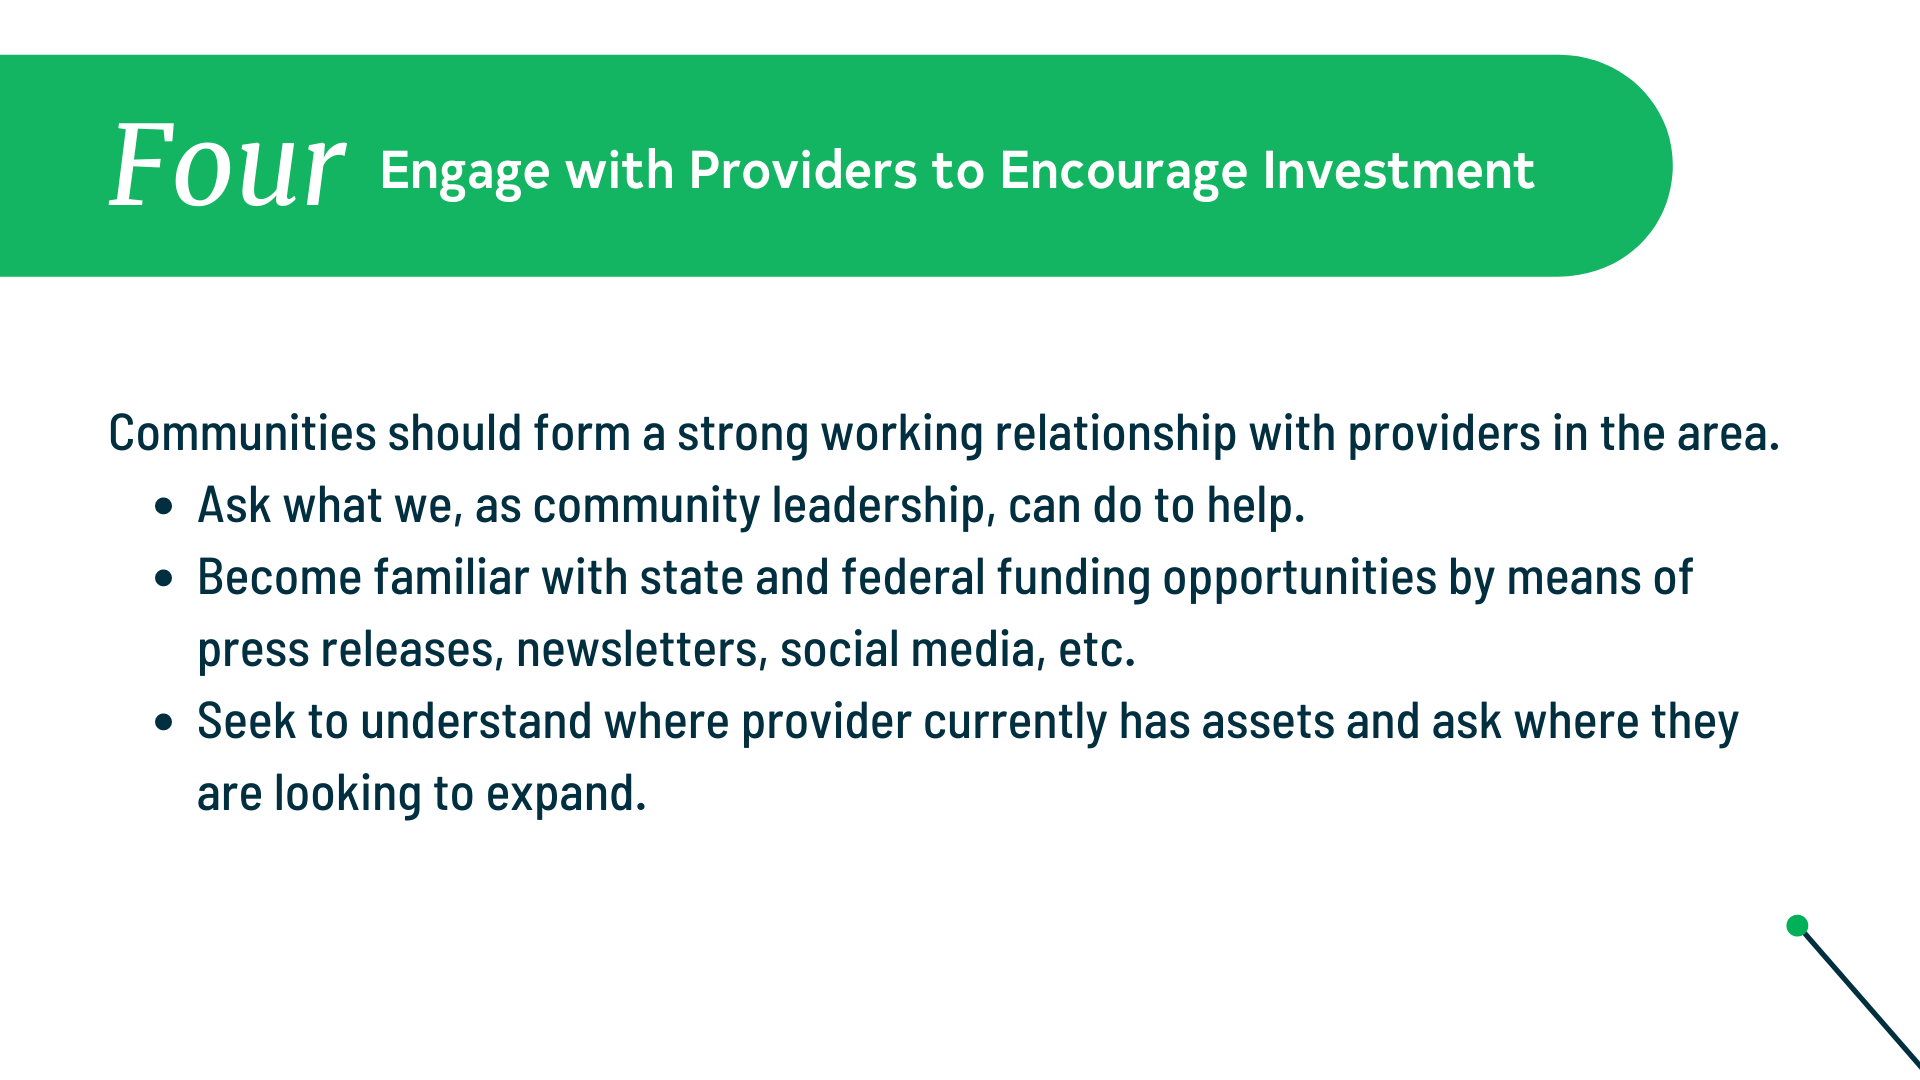 Four Engage with Providers to Encourage Investment
Communities should form a strong working relationship with providers in the area.
• Ask what we, as community leadership, can do to help.
• Become familiar with state and federal funding opportunities by means of
press releases, newsletters, social media, etc.
• Seek to understand where provider currently has assets and ask where they
are looking to expand.